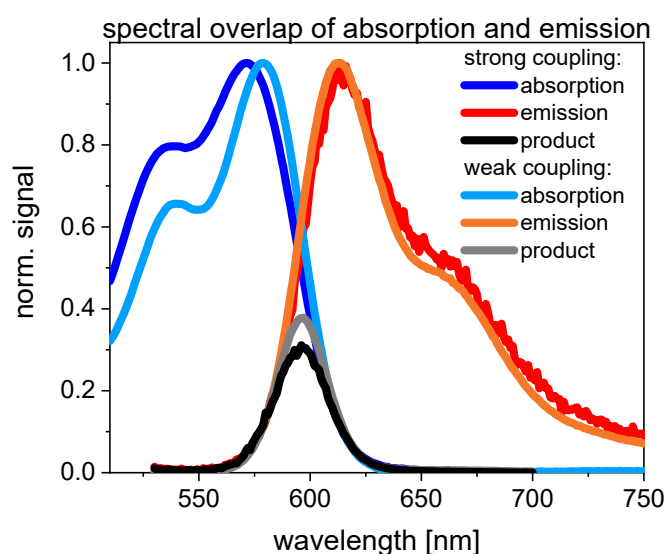 spectral overlap of absorption and emission
strong coupling:
absorption
emission
product
weak coupling:
absorption
emission
product
norm. signal
1.0
0.8
0.6
0.4
0.2
0.0
550
600
650
700
750
wavelength [nm]